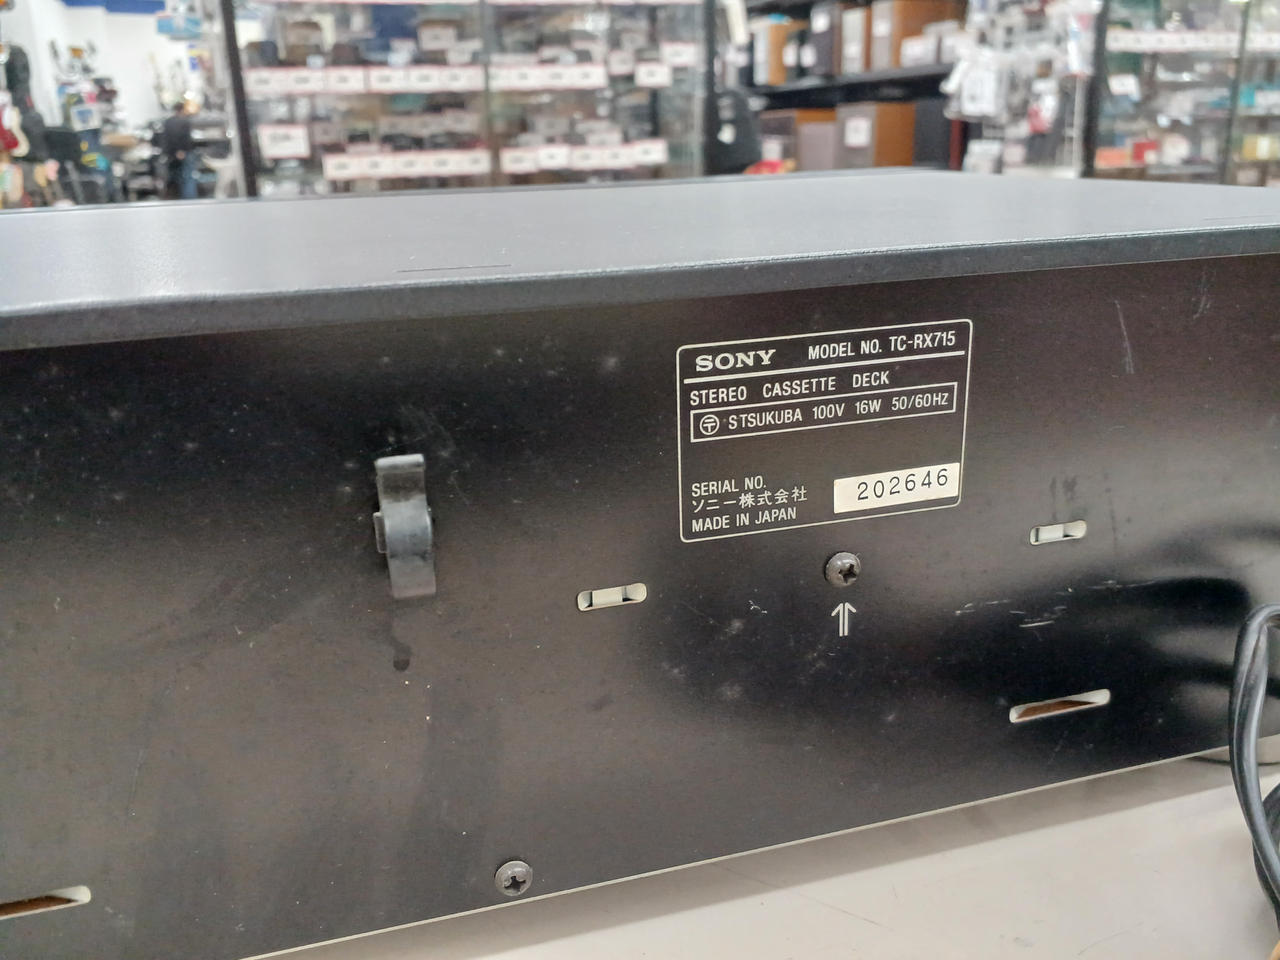 SONY MODEL NO. TC-RX715
STEREO CASSETTE DECK
〒 STSUKUBA 100V 16W 50/60HZ
SERIAL NO. 202646
ソニー株式会社
MADE IN JAPAN